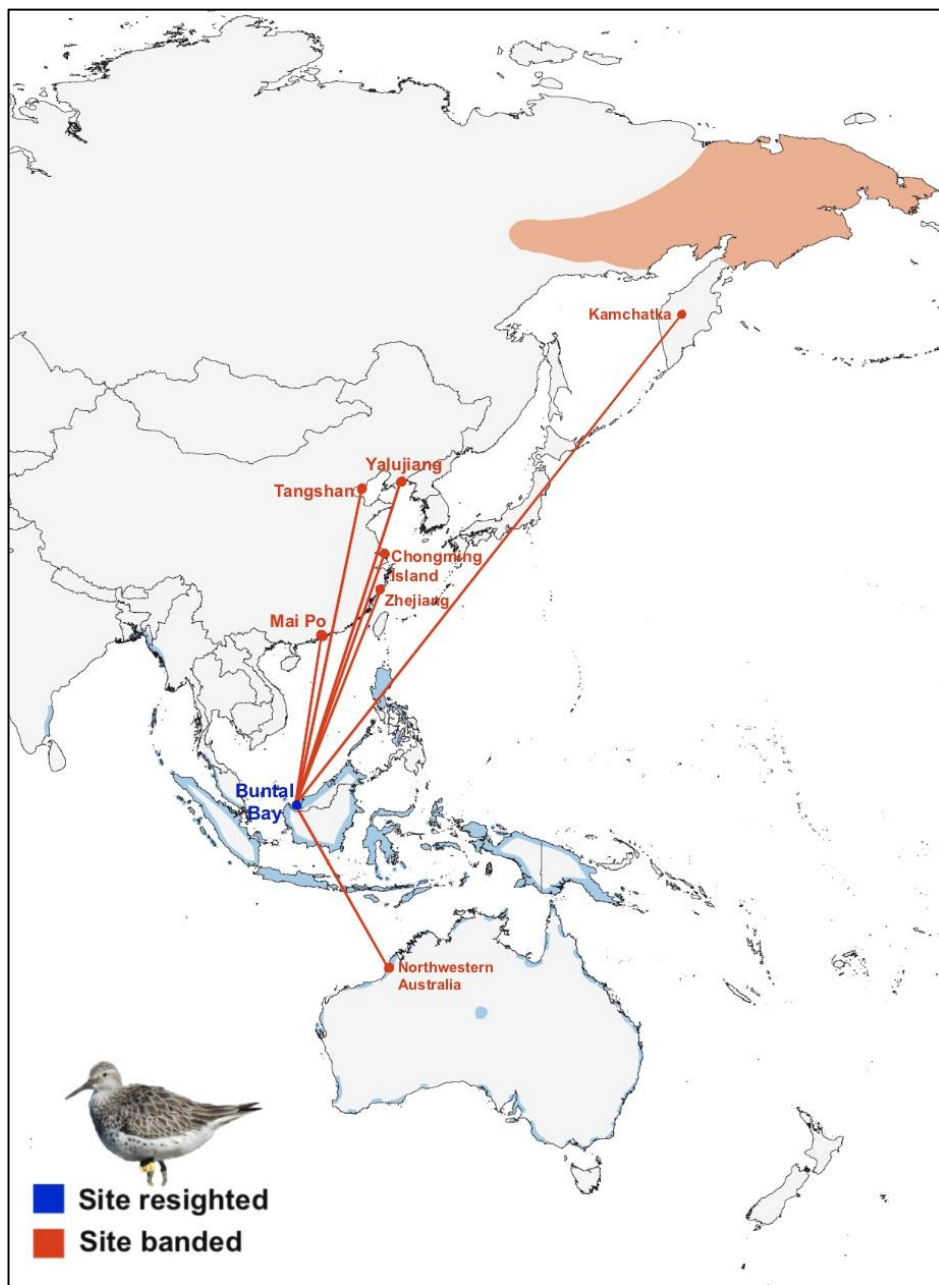 Kamchatka
Yalujiang
Tangshan
Chongming
Island
Zhejiang
Mai Po
Buntal
Bay
Northwestern
Australia
Site resighted
Site banded